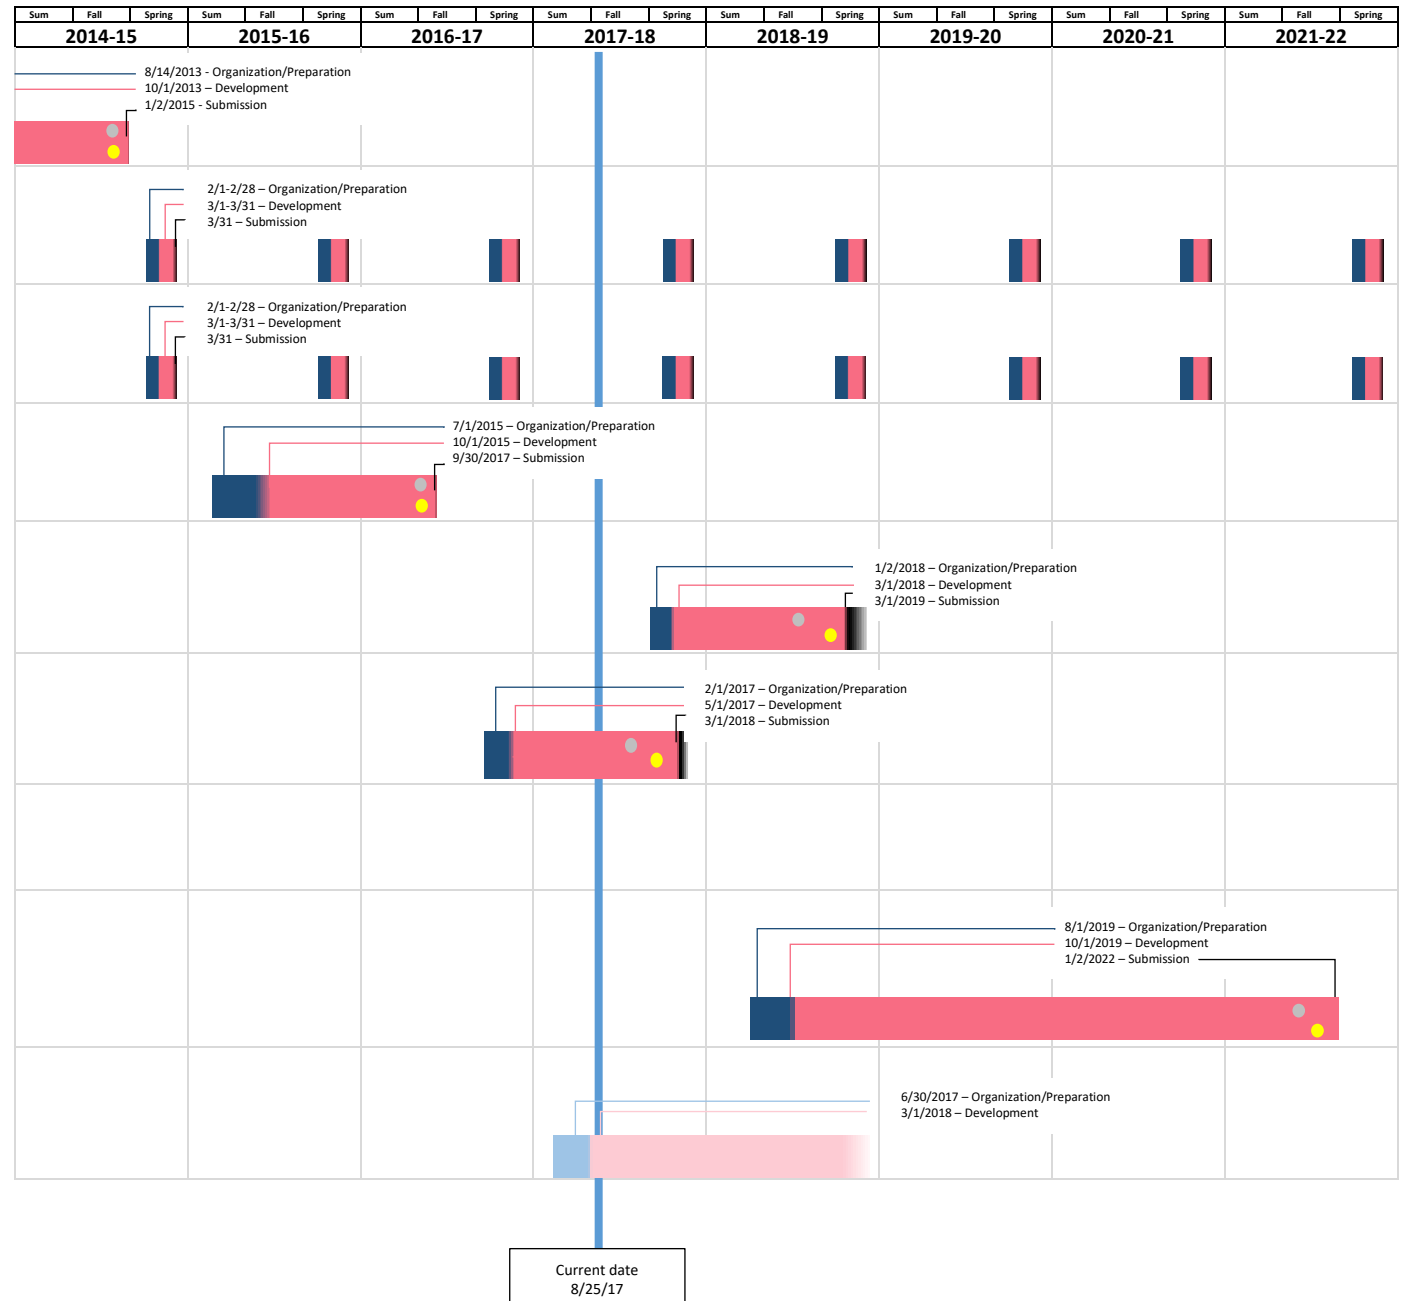 Sum Fall Spring Sum Fall Spring Sum Fall Spring Sum Fall Spring Sum Fall Spring Sum Fall Spring Sum Fall Spring Sum Fall Spring
2014-15 2015-16 2016-17 2017-18 2018-19 2019-20 2020-21 2021-22
8/14/2013 - Organization/Preparation
10/1/2013 – Development
1/2/2015 - Submission
2/1-2/28 – Organization/Preparation
3/1-3/31 – Development
3/31 – Submission
2/1-2/28 – Organization/Preparation
3/1-3/31 – Development
3/31 – Submission
7/1/2015 – Organization/Preparation
10/1/2015 – Development
9/30/2017 – Submission
1/2/2018 – Organization/Preparation
3/1/2018 – Development
3/1/2019 – Submission
2/1/2017 – Organization/Preparation
5/1/2017 – Development
3/1/2018 – Submission
8/1/2019 – Organization/Preparation
10/1/2019 – Development
1/2/2022 – Submission
6/30/2017 – Organization/Preparation
3/1/2018 – Development
Current date
8/25/17